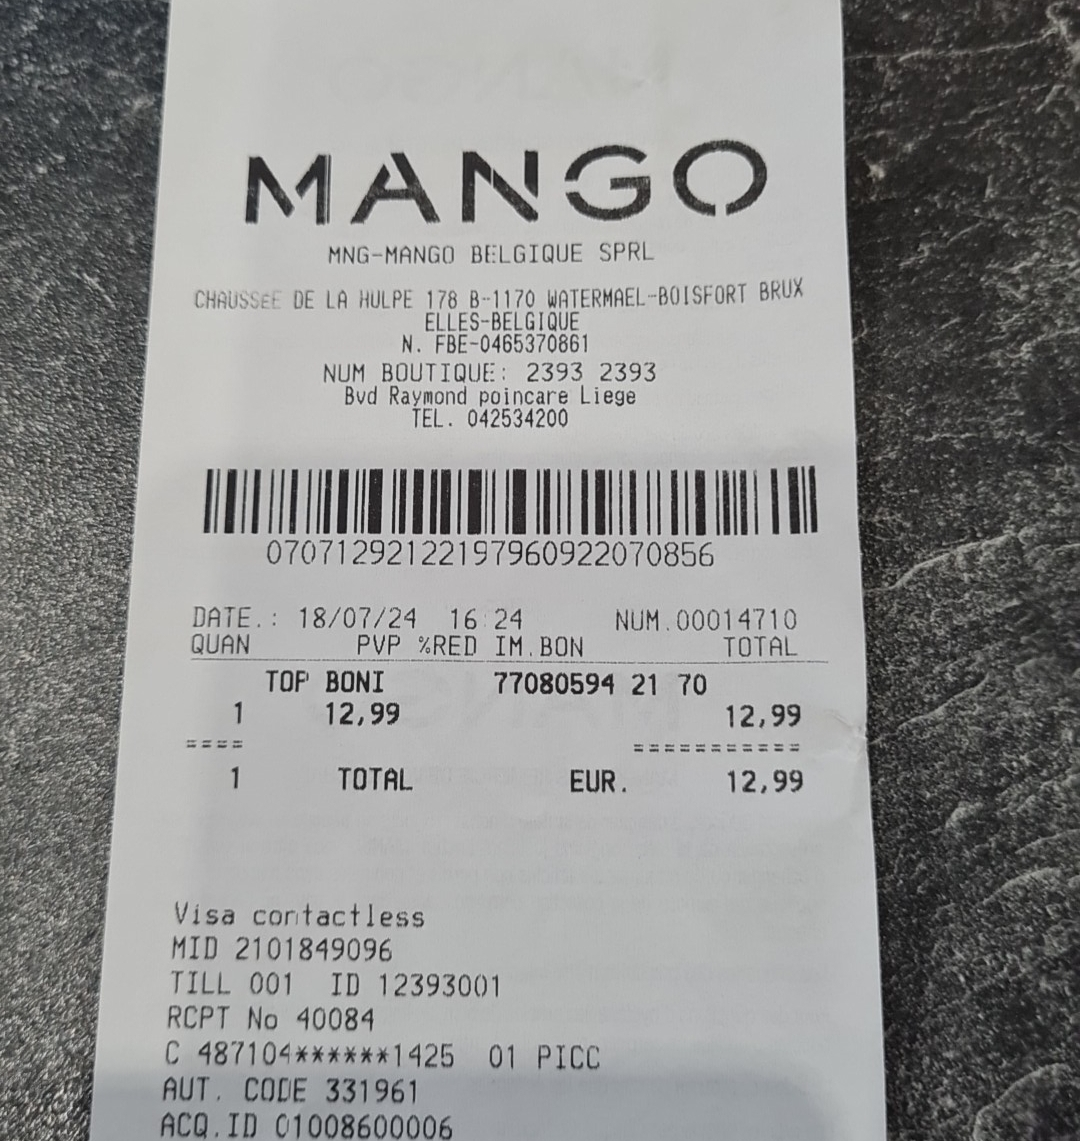 MANGO
MNG-MANGO BELGIQUE SPRL
CHAUSSEE DE LA HULPE 178 B-1170 WATERMAEL-BOISFORT BRUX
ELLES-BELGIQUE
N. FBE-0465370861
NUM BOUTIQUE: 2393 2393
Bvd Raymond poincare Liege
TEL. 042534200
07071292122197960922070856
DATE.: 18/07/24 16:24 NUM.00014710
QUAN PVP %RED IM.BON TOTAL
TOP BONI 77080594 21 70
1 12,99 12,99
==== ===========
1 TOTAL EUR. 12,99
Visa contactless
MID 2101849096
TILL 001 ID 12393001
RCPT No 40084
C 487104******1425 01 PICC
AUT. CODE 331961
ACQ.ID 01008600006